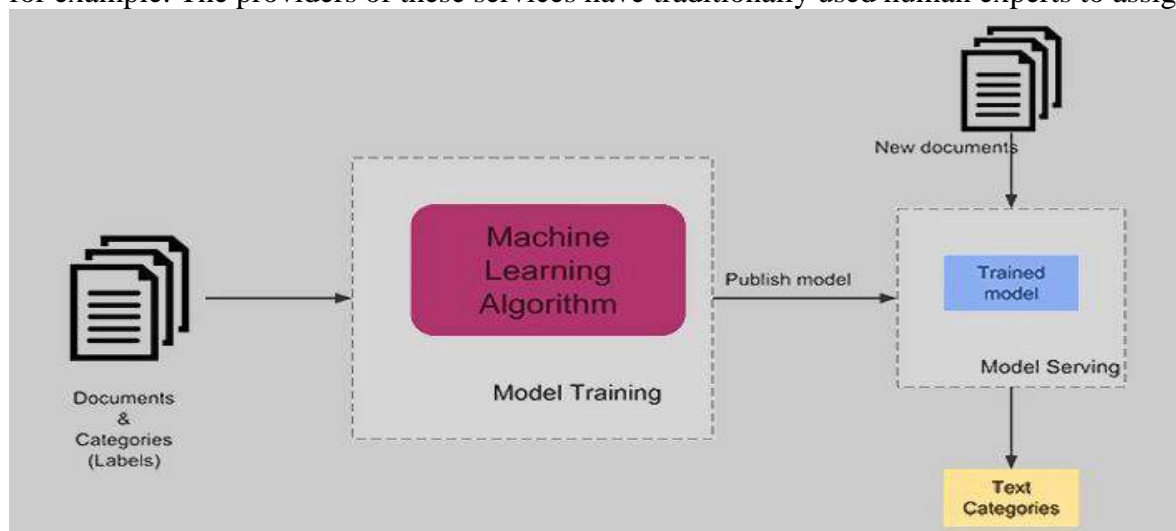 for example. The providers of these services have traditionally used human experts to assig
New documents
Machine
Learning
Algorithm
Publish model
Trained
model
Model Serving
Model Training
Documents
&
Categories
(Labels)
Text
Categories